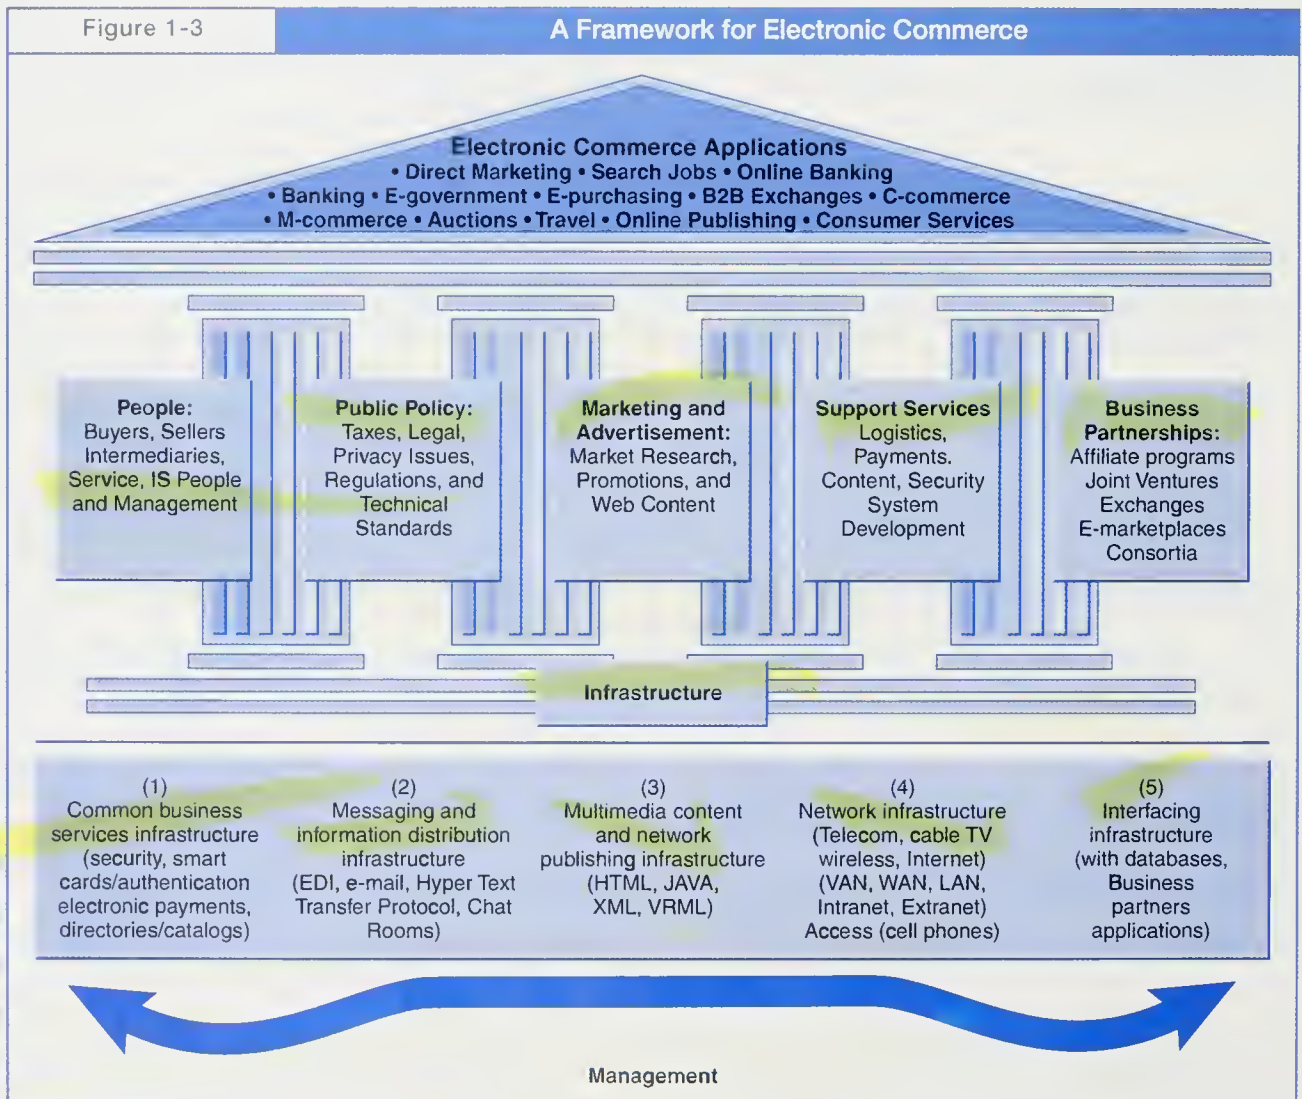 Figure 1-3
A Framework for Electronic Commerce
Electronic Commerce Applications
• Direct Marketing • Search Jobs • Online Banking
• Banking • E-government • E-purchasing • B2B Exchanges • C-commerce
• M-commerce • Auctions • Travel • Online Publishing • Consumer Services
People:
Buyers, Sellers
Intermediaries,
Service, IS People
and Management
Public Policy:
Taxes, Legal,
Privacy Issues,
Regulations, and
Technical
Standards
Marketing and
Advertisement:
Market Research,
Promotions, and
Web Content
Support Services
Logistics,
Payments.
Content, Security
System
Development
Business
Partnerships:
Affiliate programs
Joint Ventures
Exchanges
E-marketplaces
Consortia
Infrastructure
(1)
Common business
services infrastructure
(security, smart
cards/authentication
electronic payments,
directories/catalogs)
(2)
Messaging and
information distribution
infrastructure
(EDI, e-mail, Hyper Text
Transfer Protocol, Chat
Rooms)
(3)
Multimedia content
and network
publishing infrastructure
(HTML, JAVA,
XML, VRML)
(4)
Network infrastructure
(Telecom, cable TV
wireless, Internet)
(VAN, WAN, LAN,
Intranet, Extranet)
Access (cell phones)
(5)
Interfacing
infrastructure
(with databases,
Business
partners
applications)
Management